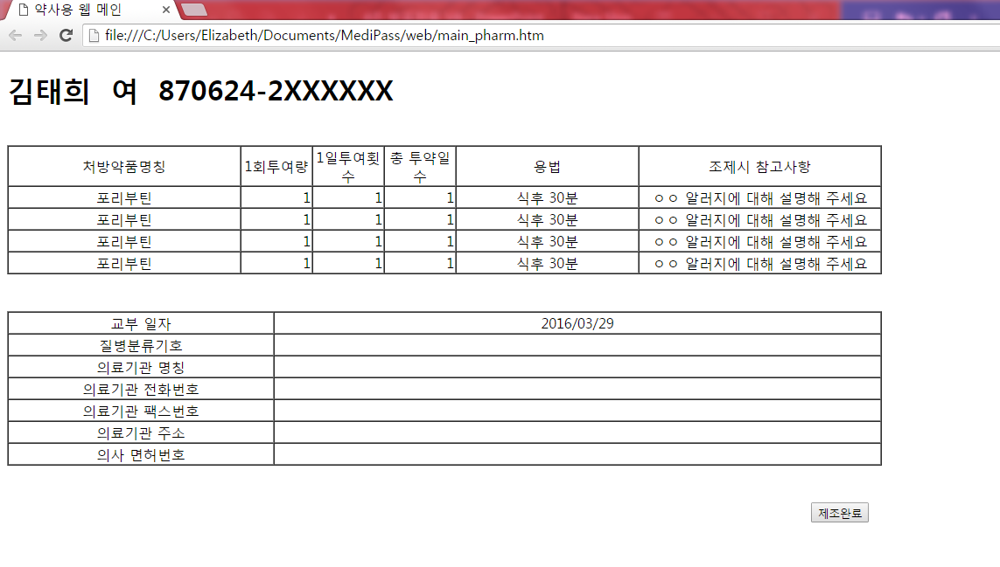 약사용 웹 메인
file:///C:/Users/Elizabeth/Documents/MediPass/web/main_pharm.htm
김태희 여 870624-2XXXXXX
처방약품명칭 1회투여량 1일투여횟수 총 투약일수 용법 조제시 참고사항
포리부틴 1 1 1 식후 30분 ㅇㅇ 알러지에 대해 설명해 주세요
포리부틴 1 1 1 식후 30분 ㅇㅇ 알러지에 대해 설명해 주세요
포리부틴 1 1 1 식후 30분 ㅇㅇ 알러지에 대해 설명해 주세요
포리부틴 1 1 1 식후 30분 ㅇㅇ 알러지에 대해 설명해 주세요
교부 일자 2016/03/29
질병분류기호
의료기관 명칭
의료기관 전화번호
의료기관 팩스번호
의료기관 주소
의사 면허번호
제조완료